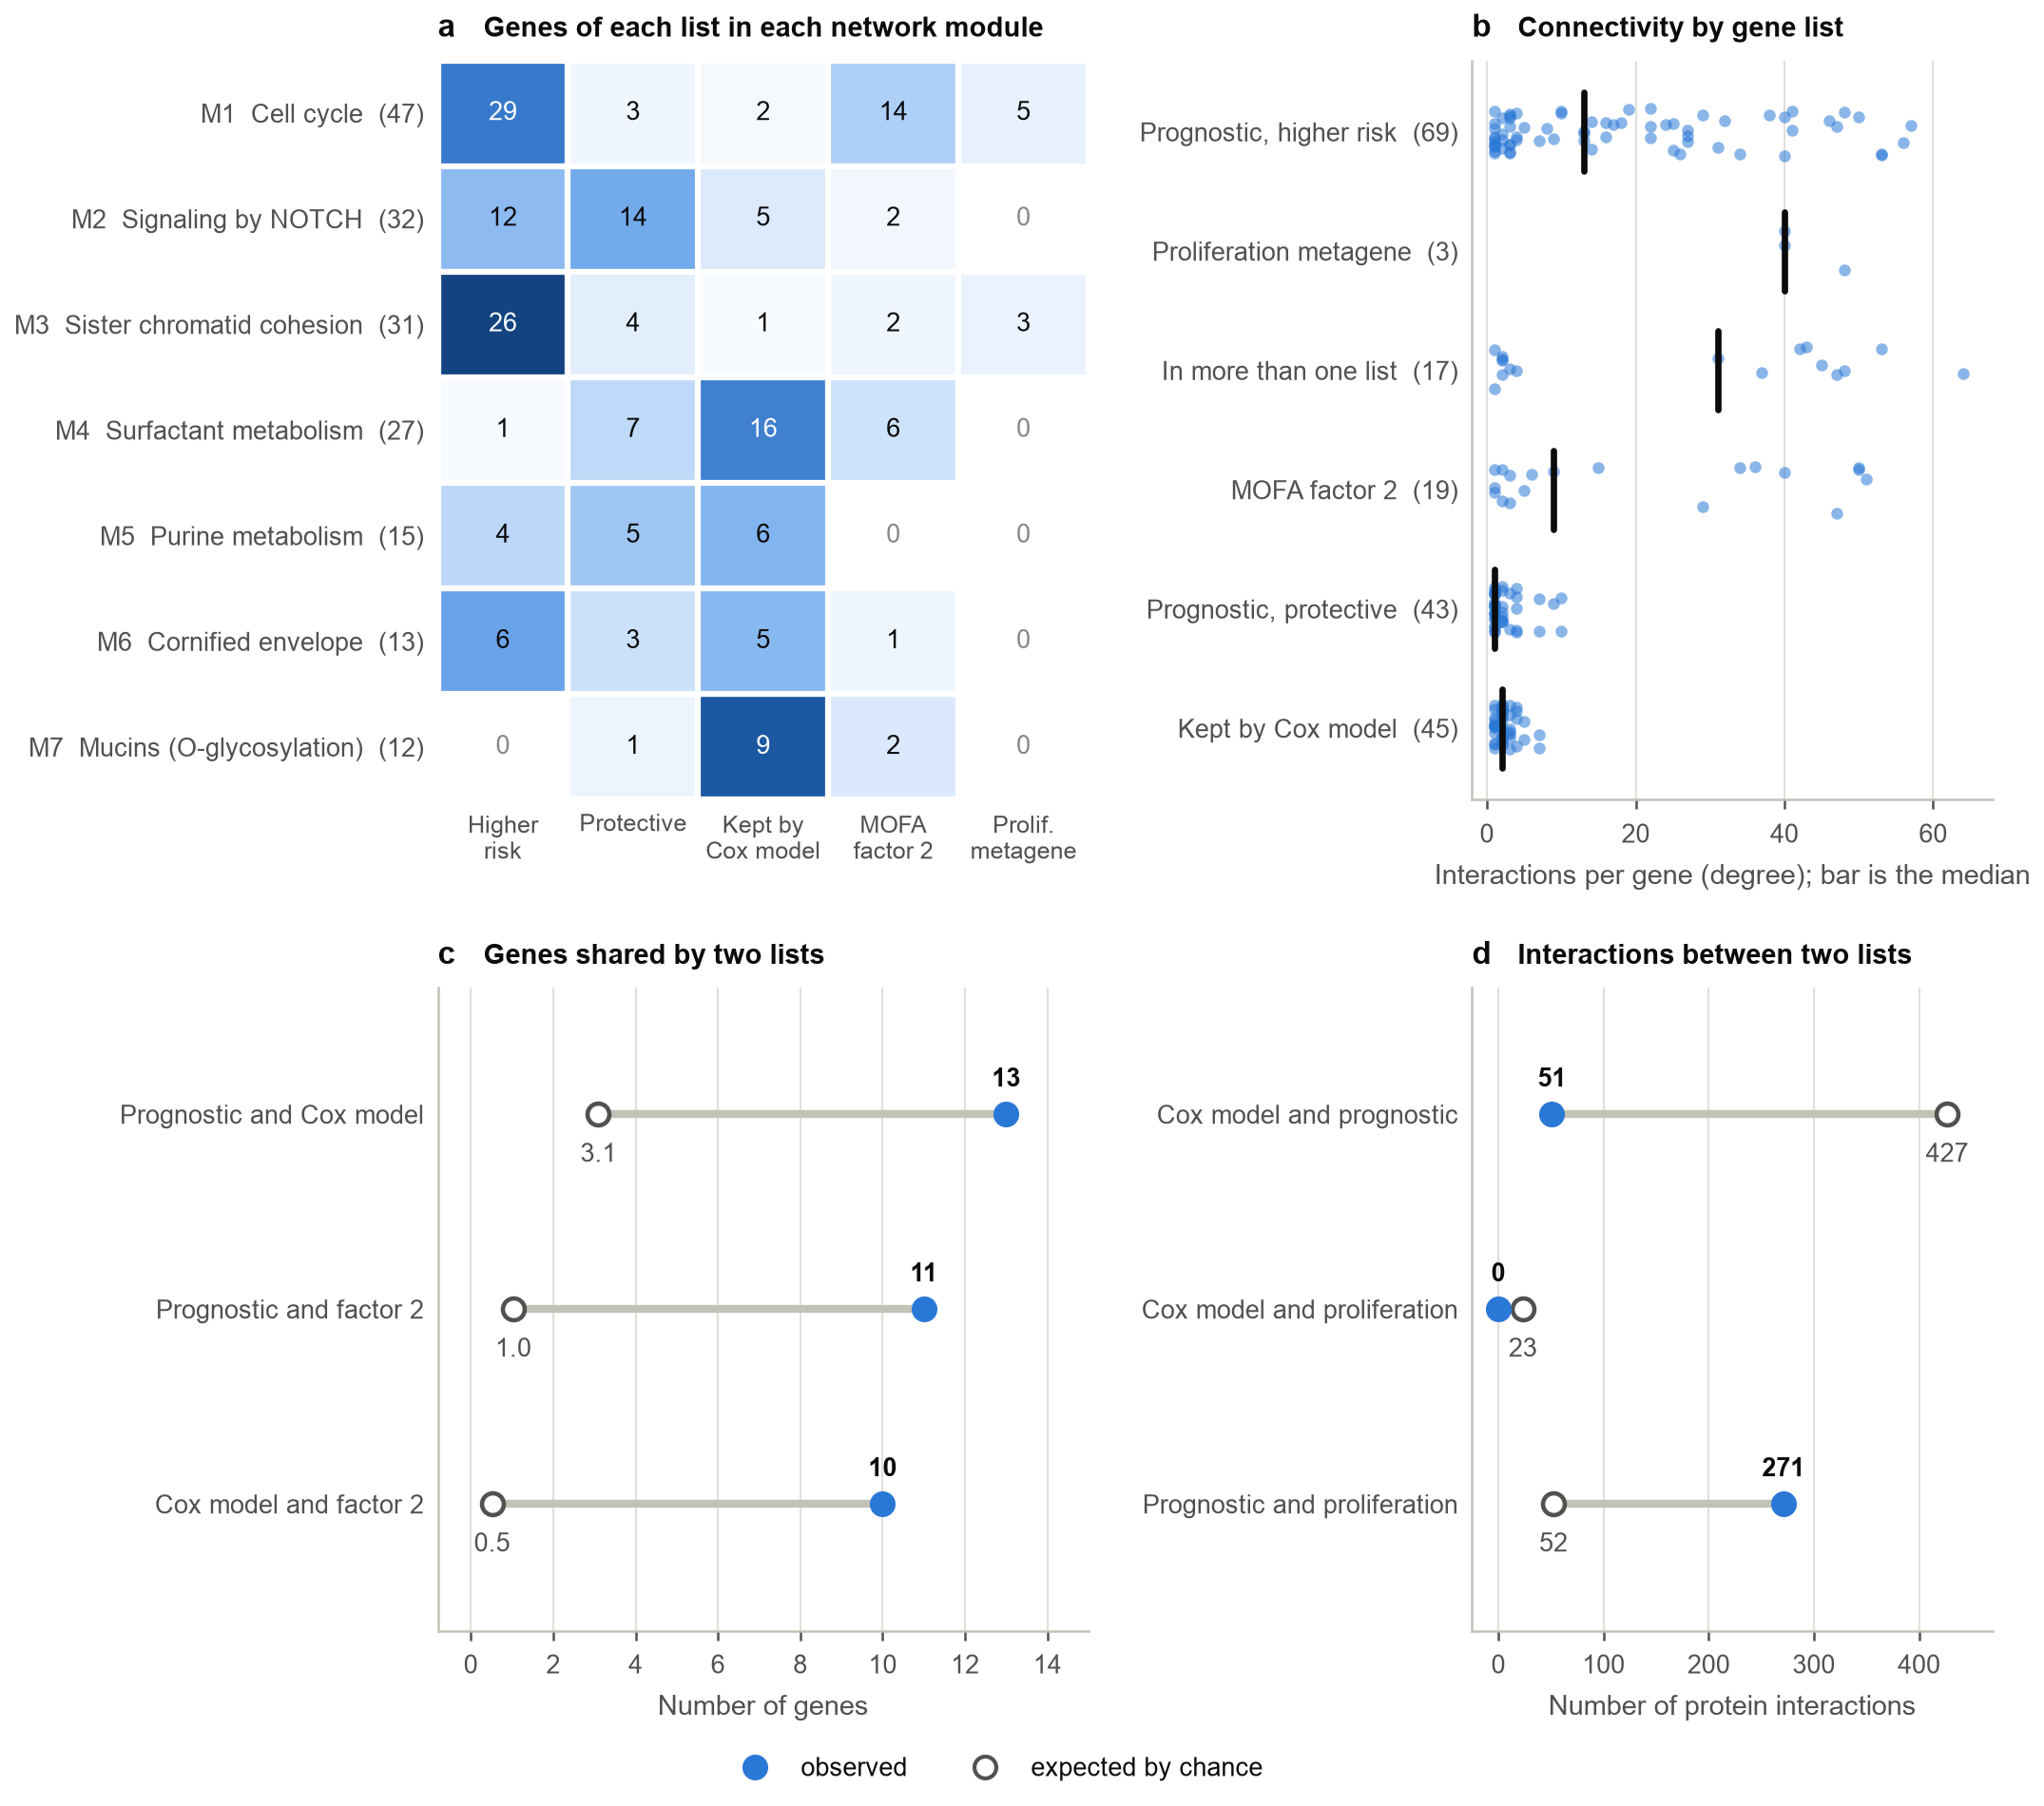 a Genes of each list in each network module
M1 Cell cycle (47) 29 3 2 14 5
M2 Signaling by NOTCH (32) 12 14 5 2 0
M3 Sister chromatid cohesion (31) 26 4 1 2 3
M4 Surfactant metabolism (27) 1 7 16 6 0
M5 Purine metabolism (15) 4 5 6 0 0
M6 Cornified envelope (13) 6 3 5 1 0
M7 Mucins (O-glycosylation) (12) 0 1 9 2 0
Higher
risk
Protective
Kept by
Cox model
MOFA
factor 2
Prolif.
metagene
b Connectivity by gene list
Prognostic, higher risk (69)
Proliferation metagene (3)
In more than one list (17)
MOFA factor 2 (19)
Prognostic, protective (43)
Kept by Cox model (45)
0 20 40 60
Interactions per gene (degree); bar is the median
c Genes shared by two lists
13
Prognostic and Cox model
3.1
11
Prognostic and factor 2
1.0
10
Cox model and factor 2
0.5
0 2 4 6 8 10 12 14
Number of genes
d Interactions between two lists
51
Cox model and prognostic
427
0
Cox model and proliferation
23
271
Prognostic and proliferation
52
0 100 200 300 400
Number of protein interactions
observed expected by chance